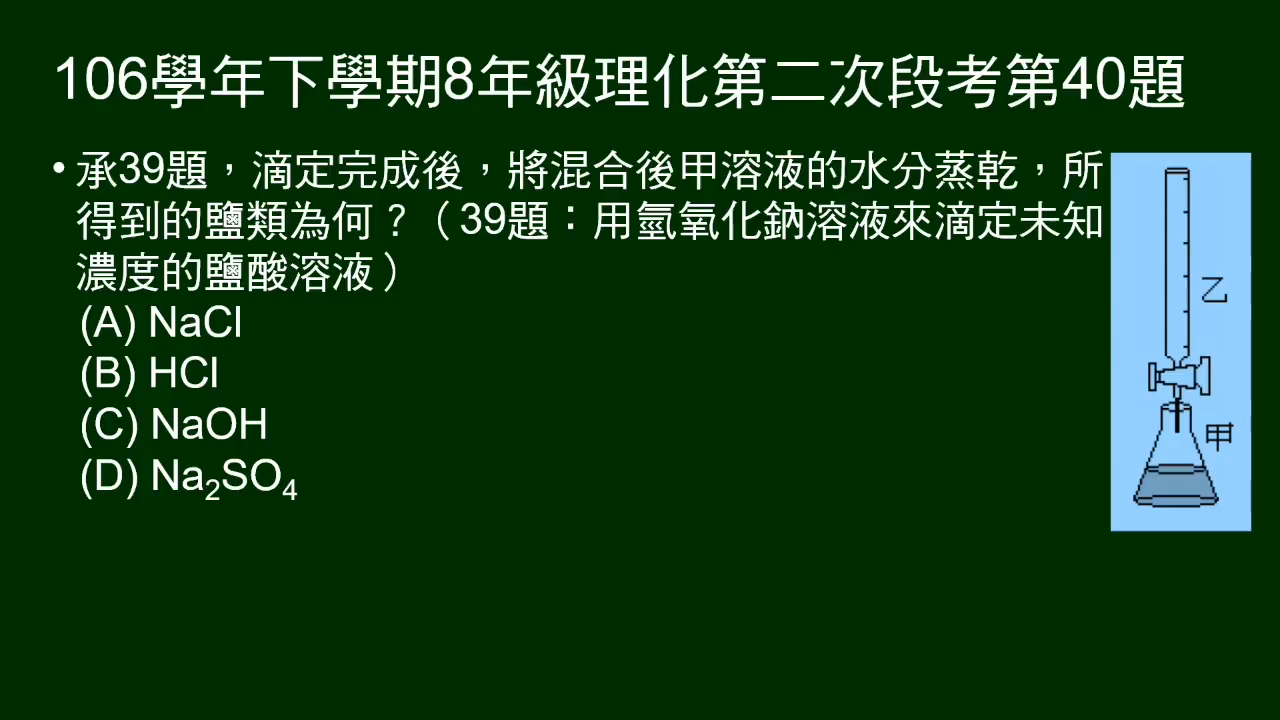 106學年下學期8年級理化第二次段考第40題
• 承39題，滴定完成後，將混合後甲溶液的水分蒸乾，所
得到的鹽類為何？（39題：用氫氧化鈉溶液來滴定未知
濃度的鹽酸溶液）
(A) NaCl
(B) HCl
(C) NaOH
(D) Na₂SO₄
乙
甲